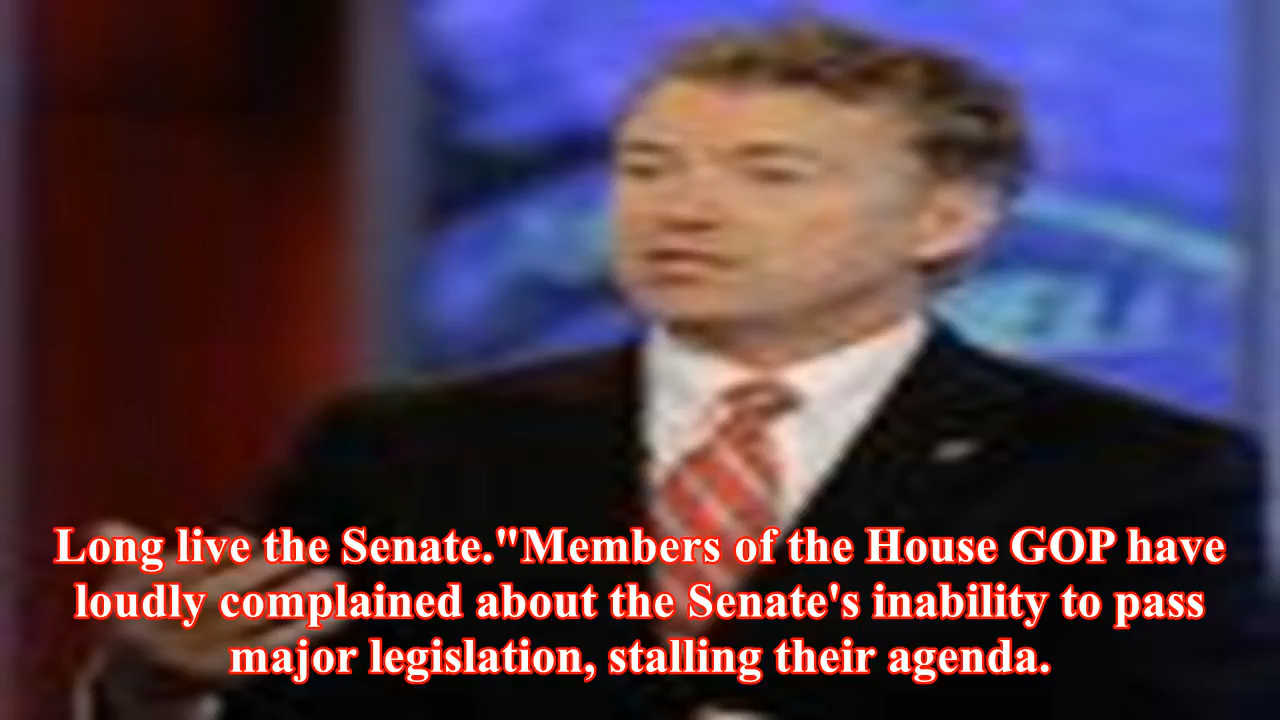 Long live the Senate."Members of the House GOP have
loudly complained about the Senate's inability to pass
major legislation, stalling their agenda.